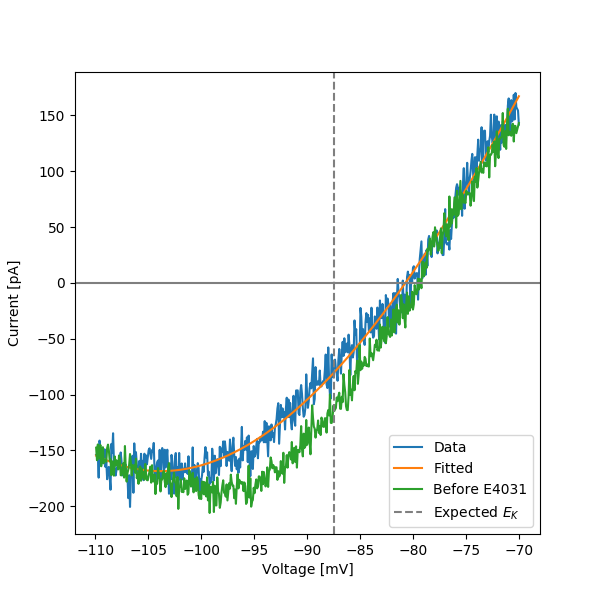 150
100
50
0
−50
−100
−150
−200
Current [pA]
−110 −105 −100 −95 −90 −85 −80 −75 −70
Voltage [mV]
Data
Fitted
Before E4031
Expected E_K